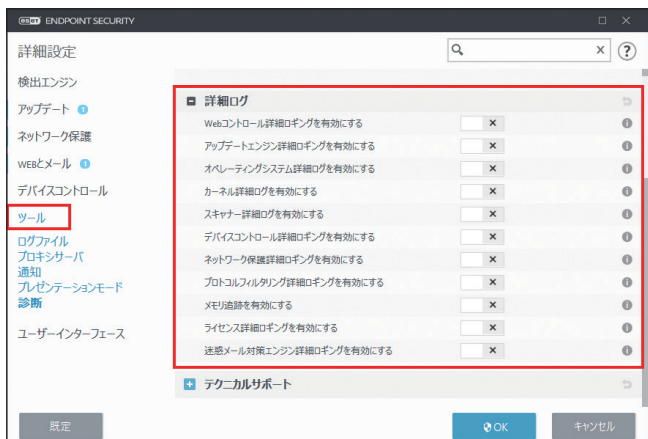 eset ENDPOINT SECURITY
詳細設定
検出エンジン
アップデート 1
ネットワーク保護
WEBとメール 1
デバイスコントロール
ツール
ログファイル
プロキシサーバ
通知
プレゼンテーションモード
診断
ユーザーインターフェース
詳細ログ
Webコントロール詳細ロギングを有効にする
アップデートエンジン詳細ロギングを有効にする
オペレーティングシステム詳細ログを有効にする
カーネル詳細ログを有効にする
スキャナー詳細ログを有効にする
デバイスコントロール詳細ロギングを有効にする
ネットワーク保護詳細ロギングを有効にする
プロトコルフィルタリング詳細ロギングを有効にする
メモリ追跡を有効にする
ライセンス詳細ロギングを有効にする
迷惑メール対策エンジン詳細ロギングを有効にする
テクニカルサポート
既定
OK
キャンセル